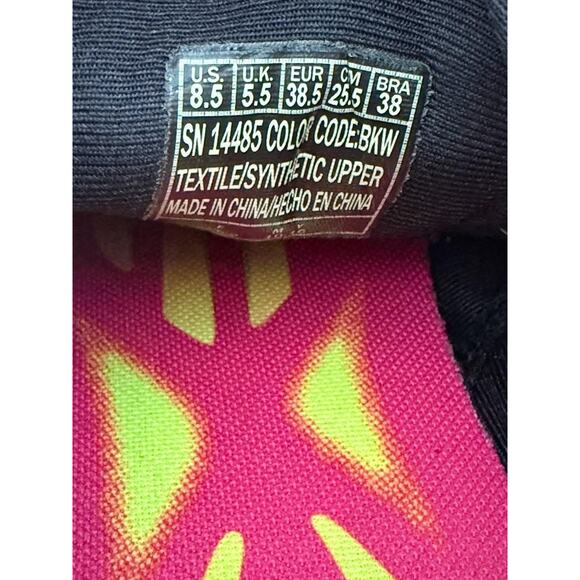 U.S. U.K. EUR CM BRA
8.5 5.5 38.5 25.5 38
SN 14485 COLOR CODE:BKW
TEXTILE/SYNTHETIC UPPER
MADE IN CHINA/HECHO EN CHINA